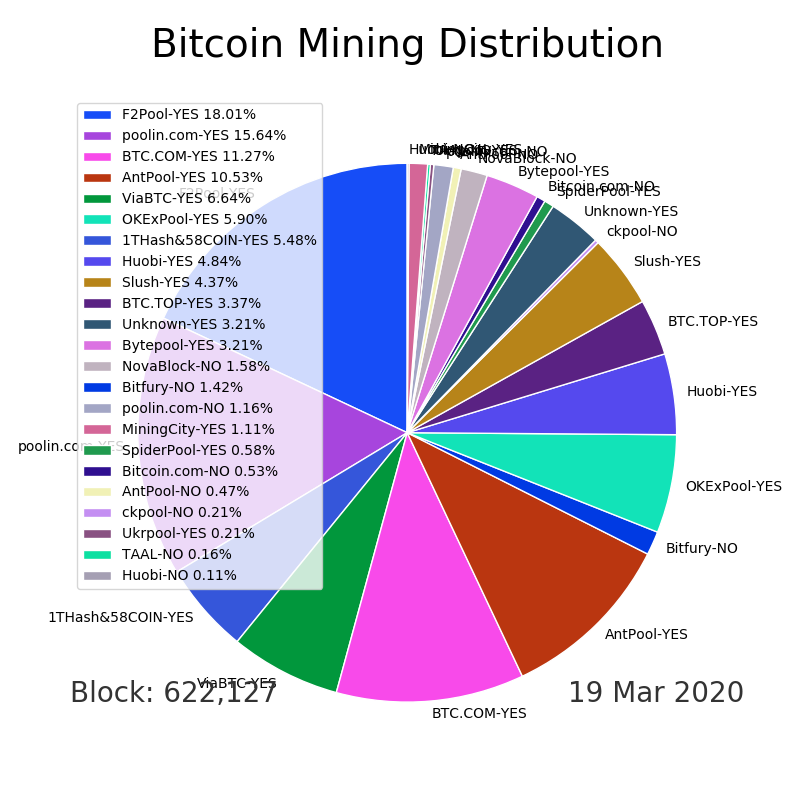 Bitcoin Mining Distribution
F2Pool-YES 18.01%
poolin.com-YES 15.64%
BTC.COM-YES 11.27%
AntPool-YES 10.53%
ViaBTC-YES 6.64%
OKExPool-YES 5.90%
1THash&58COIN-YES 5.48%
Huobi-YES 4.84%
Slush-YES 4.37%
BTC.TOP-YES 3.37%
Unknown-YES 3.21%
Bytepool-YES 3.21%
NovaBlock-NO 1.58%
Bitfury-NO 1.42%
poolin.com-NO 1.16%
MiningCity-YES 1.11%
SpiderPool-YES 0.58%
Bitcoin.com-NO 0.53%
AntPool-NO 0.47%
ckpool-NO 0.21%
Ukrpool-YES 0.21%
TAAL-NO 0.16%
Huobi-NO 0.11%
NovaBlock-NO
Bytepool-YES
Bitcoin.com-NO
SpiderPool-YES
Unknown-YES
ckpool-NO
Slush-YES
BTC.TOP-YES
Huobi-YES
OKExPool-YES
Bitfury-NO
AntPool-YES
BTC.COM-YES
ViaBTC-YES
1THash&58COIN-YES
poolin.com-YES
F2Pool-YES
Block: 622,127
19 Mar 2020